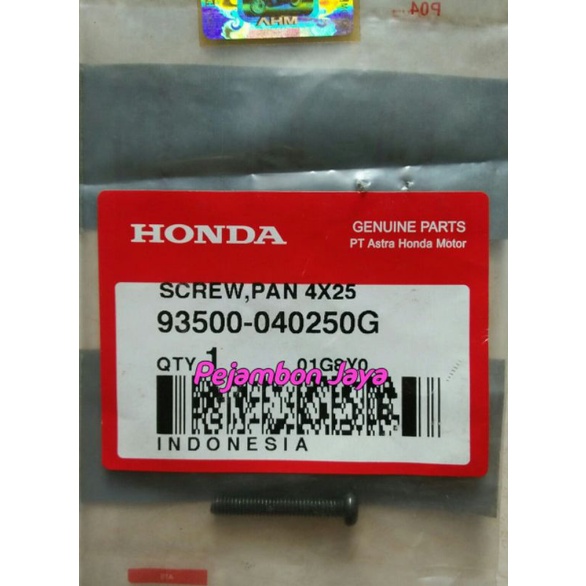 P04
AHM
HONDA
GENUINE PARTS
PT Astra Honda Motor
SCREW,PAN 4X25
93500-040250G
QTY 1 01GSY0
Pejambon Jaya
INDONESIA